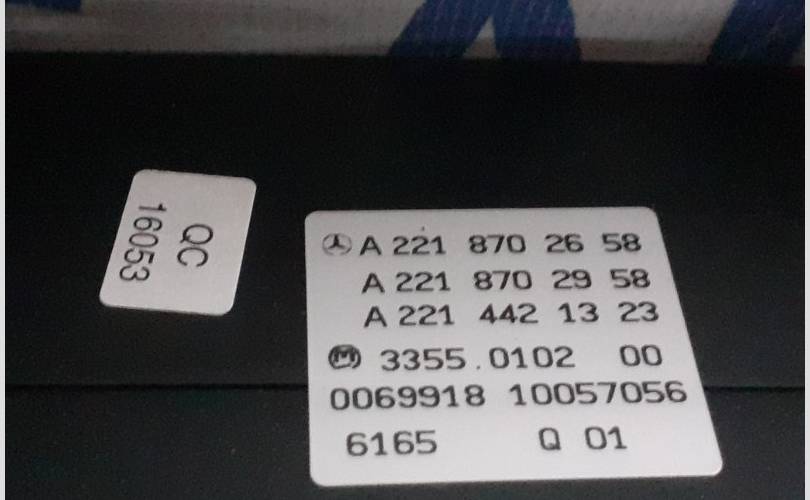 QC
16053
A 221 870 26 58
A 221 870 29 58
A 221 442 13 23
M 3355.0102 00
0069918 10057056
6165 Q 01